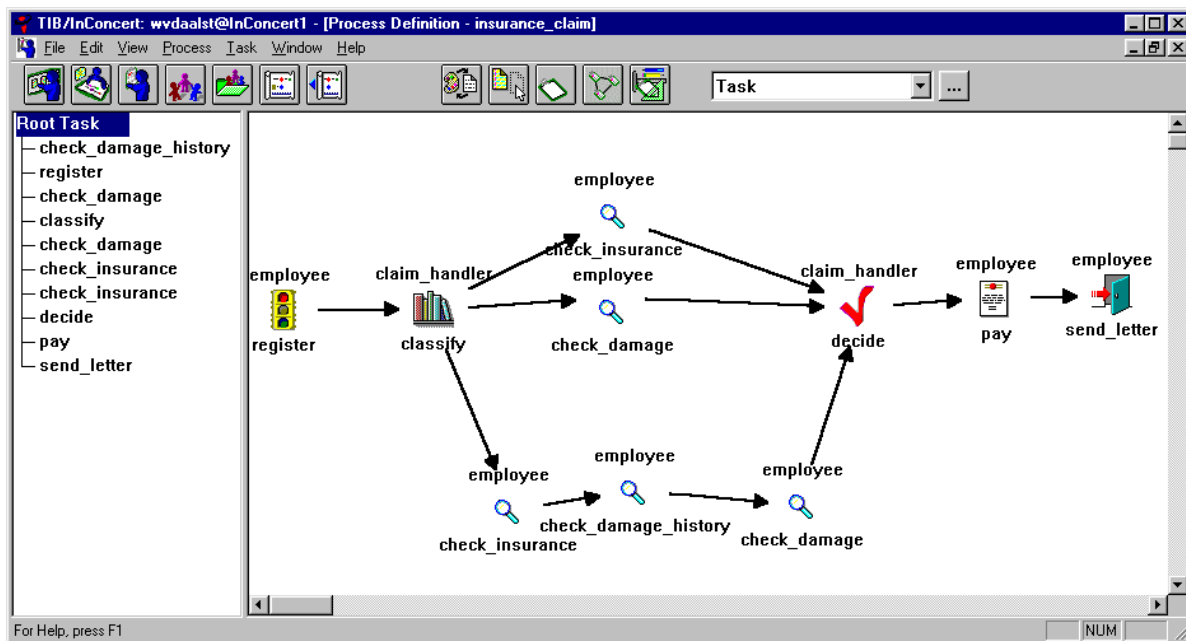 TIB/InConcert: wvdaalst@InConcert1 - [Process Definition - insurance_claim]
File Edit View Process Task Window Help
Task ...
Root Task
check_damage_history
register
check_damage
classify
check_damage
check_insurance
check_insurance
decide
pay
send_letter
employee
check_insurance
employee
register
claim_handler
classify
employee
check_damage
claim_handler
decide
employee
pay
employee
send_letter
employee
check_insurance
employee
check_damage_history
employee
check_damage
For Help, press F1
NUM